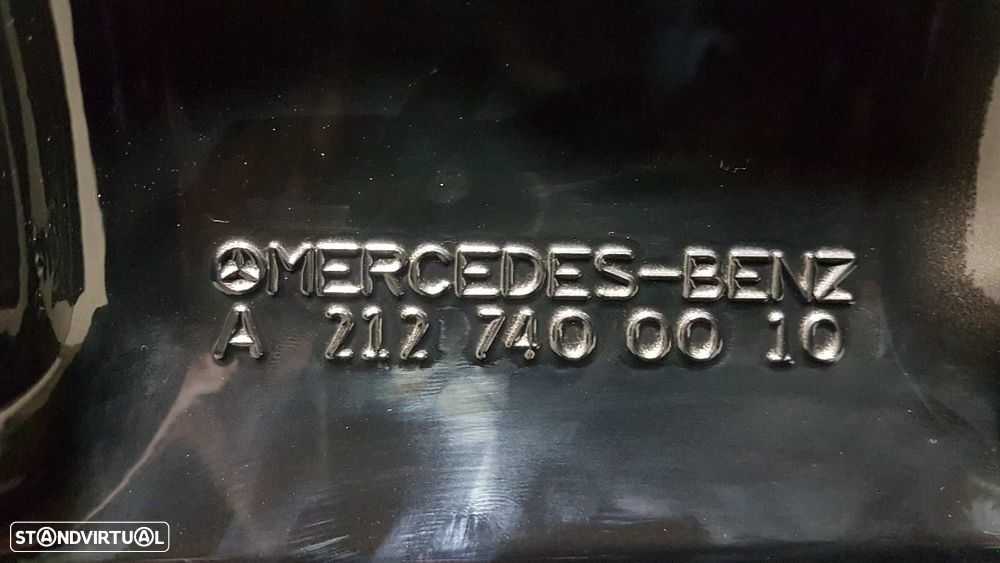 MERCEDES-BENZ
A 212 740 00 10
STANDVIRTUAL